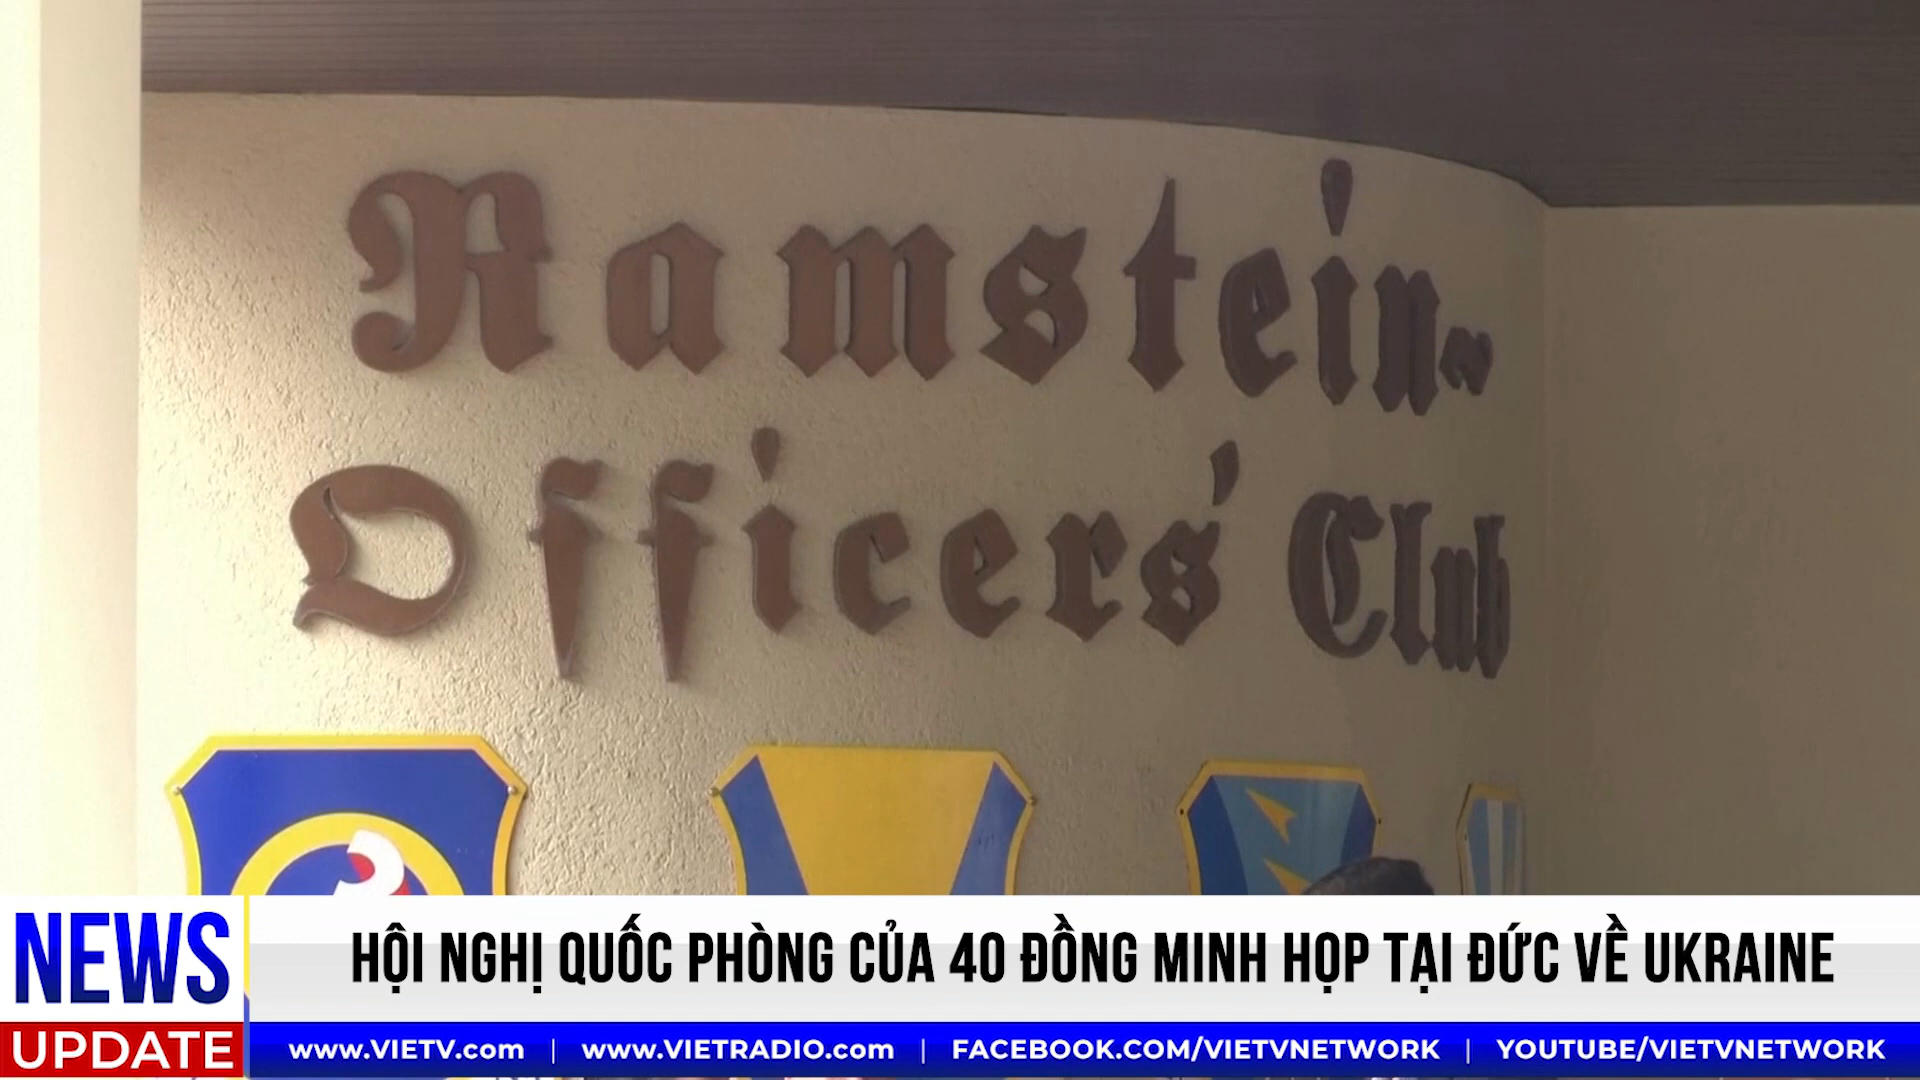 Ramstein
Officers' Club
NEWS
UPDATE
HỘI NGHỊ QUỐC PHÒNG CỦA 40 ĐỒNG MINH HỌP TẠI ĐỨC VỀ UKRAINE
www.VIETV.com | www.VIETRADIO.com | FACEBOOK.COM/VIETVNETWORK | YOUTUBE/VIETVNETWORK